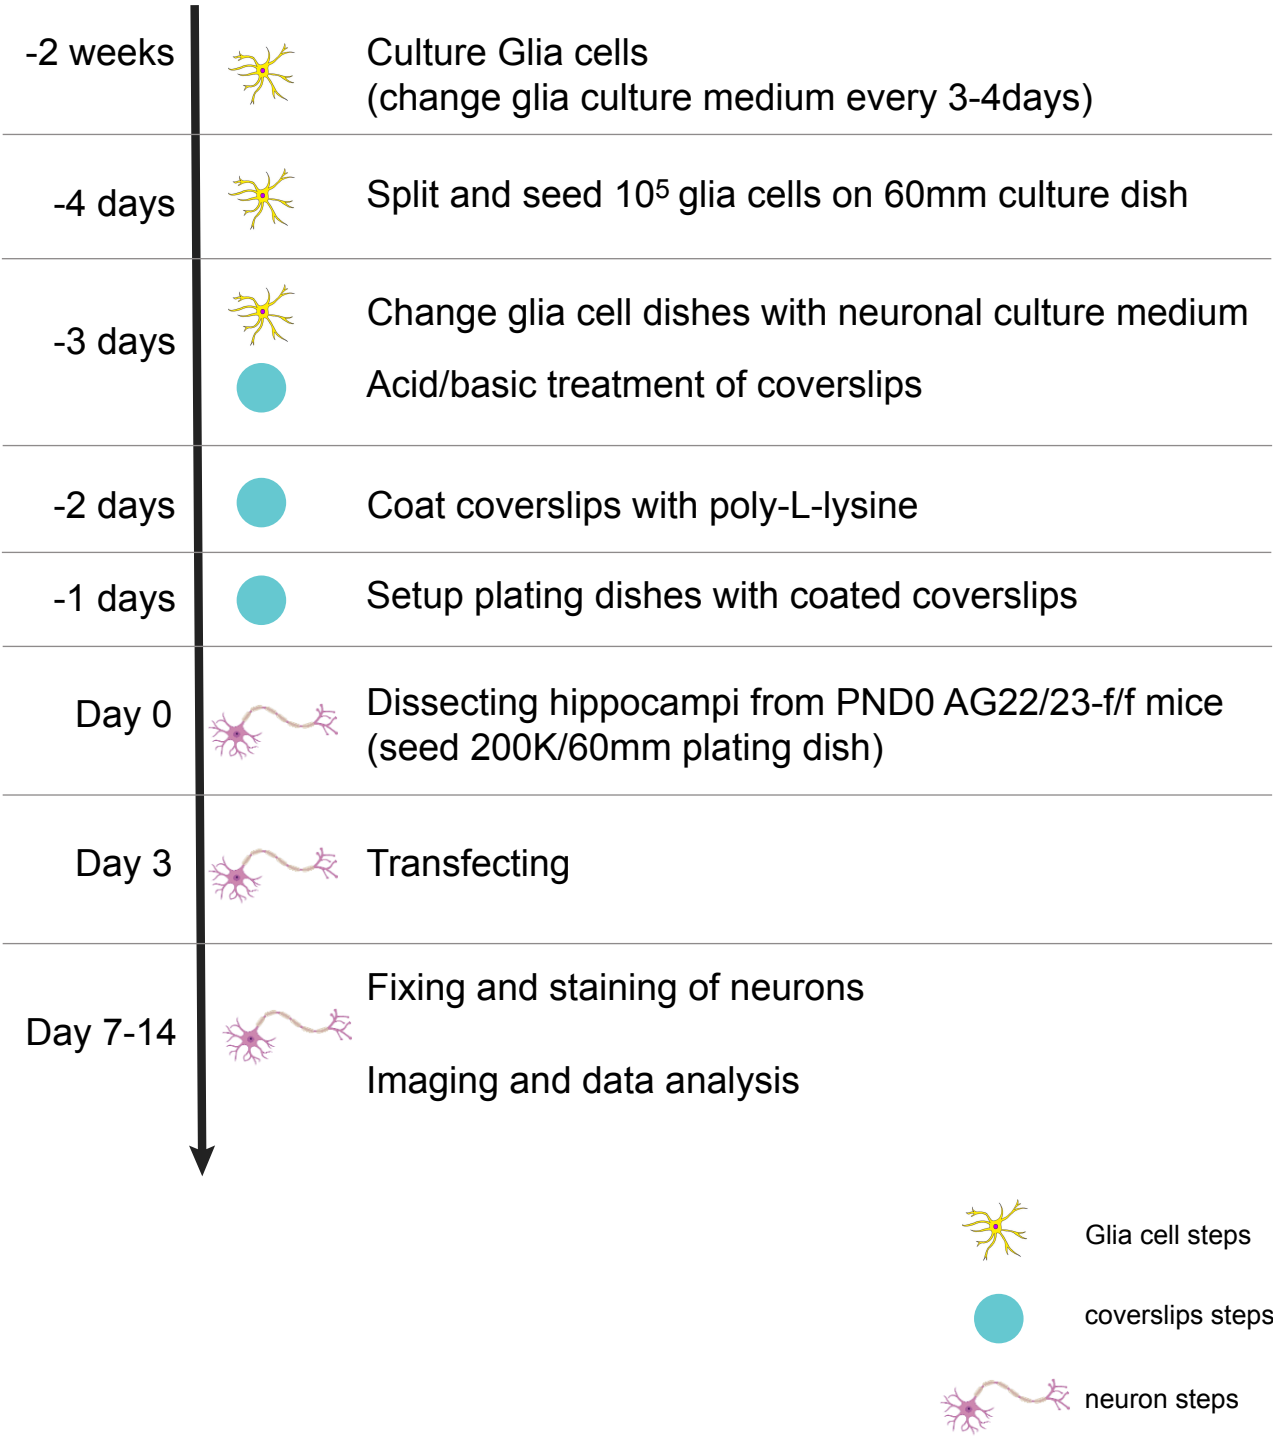 -2 weeks
Culture Glia cells
(change glia culture medium every 3-4days)
-4 days
Split and seed 10⁵ glia cells on 60mm culture dish
-3 days
Change glia cell dishes with neuronal culture medium
Acid/basic treatment of coverslips
-2 days
Coat coverslips with poly-L-lysine
-1 days
Setup plating dishes with coated coverslips
Day 0
Dissecting hippocampi from PND0 AG22/23-f/f mice
(seed 200K/60mm plating dish)
Day 3
Transfecting
Day 7-14
Fixing and staining of neurons
Imaging and data analysis
Glia cell steps
coverslips steps
neuron steps